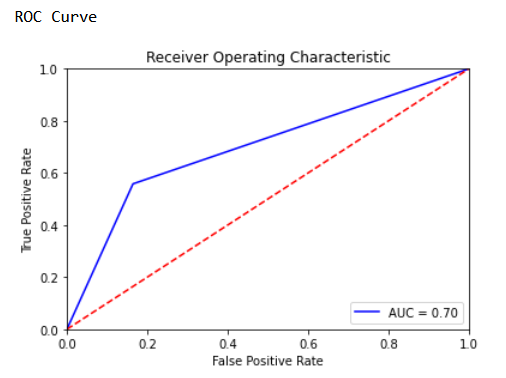 ROC Curve
Receiver Operating Characteristic
1.0
0.8
0.6
0.4
0.2
0.0
True Positive Rate
AUC = 0.70
0.0 0.2 0.4 0.6 0.8 1.0
False Positive Rate